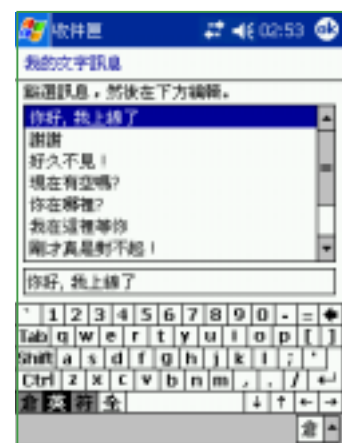 收件匣 02:53 ok
我的文字訊息
點選訊息，然後在下方編輯。
你好, 我上線了
謝謝
好久不見！
現在有空嗎?
你在哪裡?
我在這裡等你
剛才真是對不起！
你好, 我上線了
` 1 2 3 4 5 6 7 8 9 0 - =
Tab q w e r t y u i o p [ ]
Shift a s d f g h j k l ; '
Ctrl z x c v b n m , . /
倉 英 符 全
倉